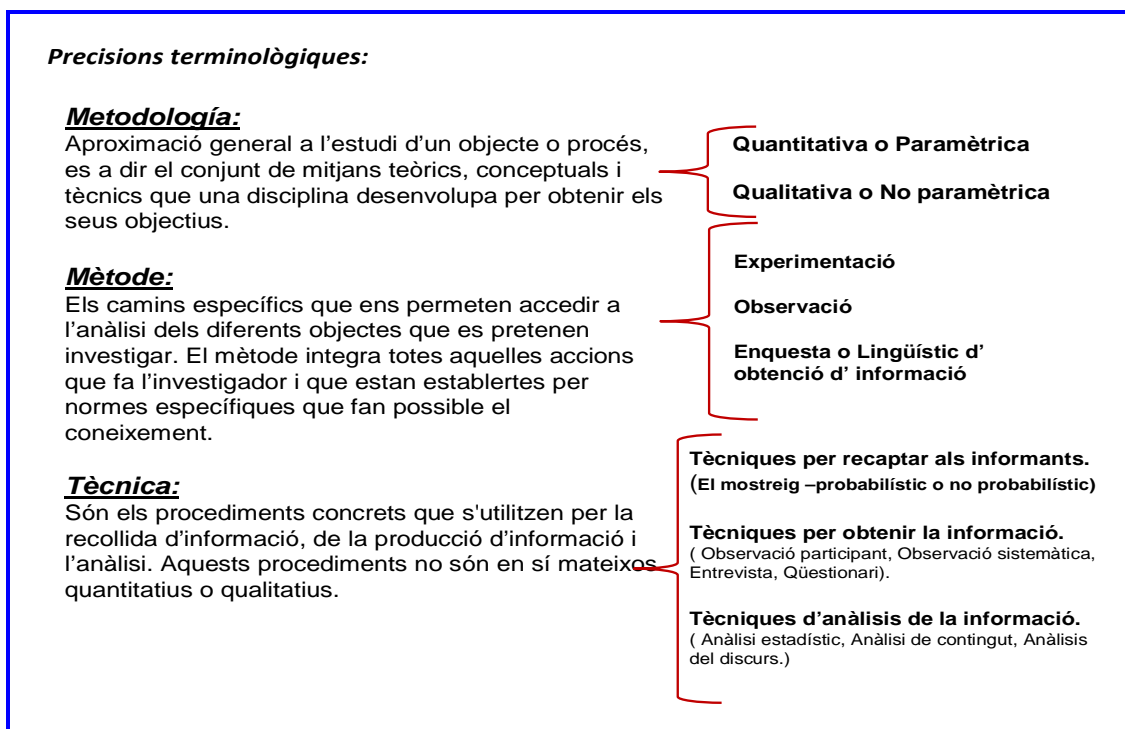 Precisions terminològiques:
Metodología:
Aproximació general a l’estudi d’un objecte o procés,
es a dir el conjunt de mitjans teòrics, conceptuals i
tècnics que una disciplina desenvolupa per obtenir els
seus objectius.
Quantitativa o Paramètrica
Qualitativa o No paramètrica
Mètode:
Els camins específics que ens permeten accedir a
l’anàlisi dels diferents objectes que es pretenen
investigar. El mètode integra totes aquelles accions
que fa l’investigador i que estan establertes per
normes específiques que fan possible el
coneixement.
Experimentació
Observació
Enquesta o Lingüístic d’
obtenció d’ informació
Tècnica:
Són els procediments concrets que s'utilitzen per la
recollida d’informació, de la producció d’informació i
l’anàlisi. Aquests procediments no són en sí mateixos
quantitatius o qualitatius.
Tècniques per recaptar als informants.
(El mostreig –probabilístic o no probabilístic)
Tècniques per obtenir la informació.
( Observació participant, Observació sistemàtica,
Entrevista, Qüestionari).
Tècniques d’anàlisis de la informació.
( Anàlisi estadístic, Anàlisi de contingut, Anàlisis
del discurs.)